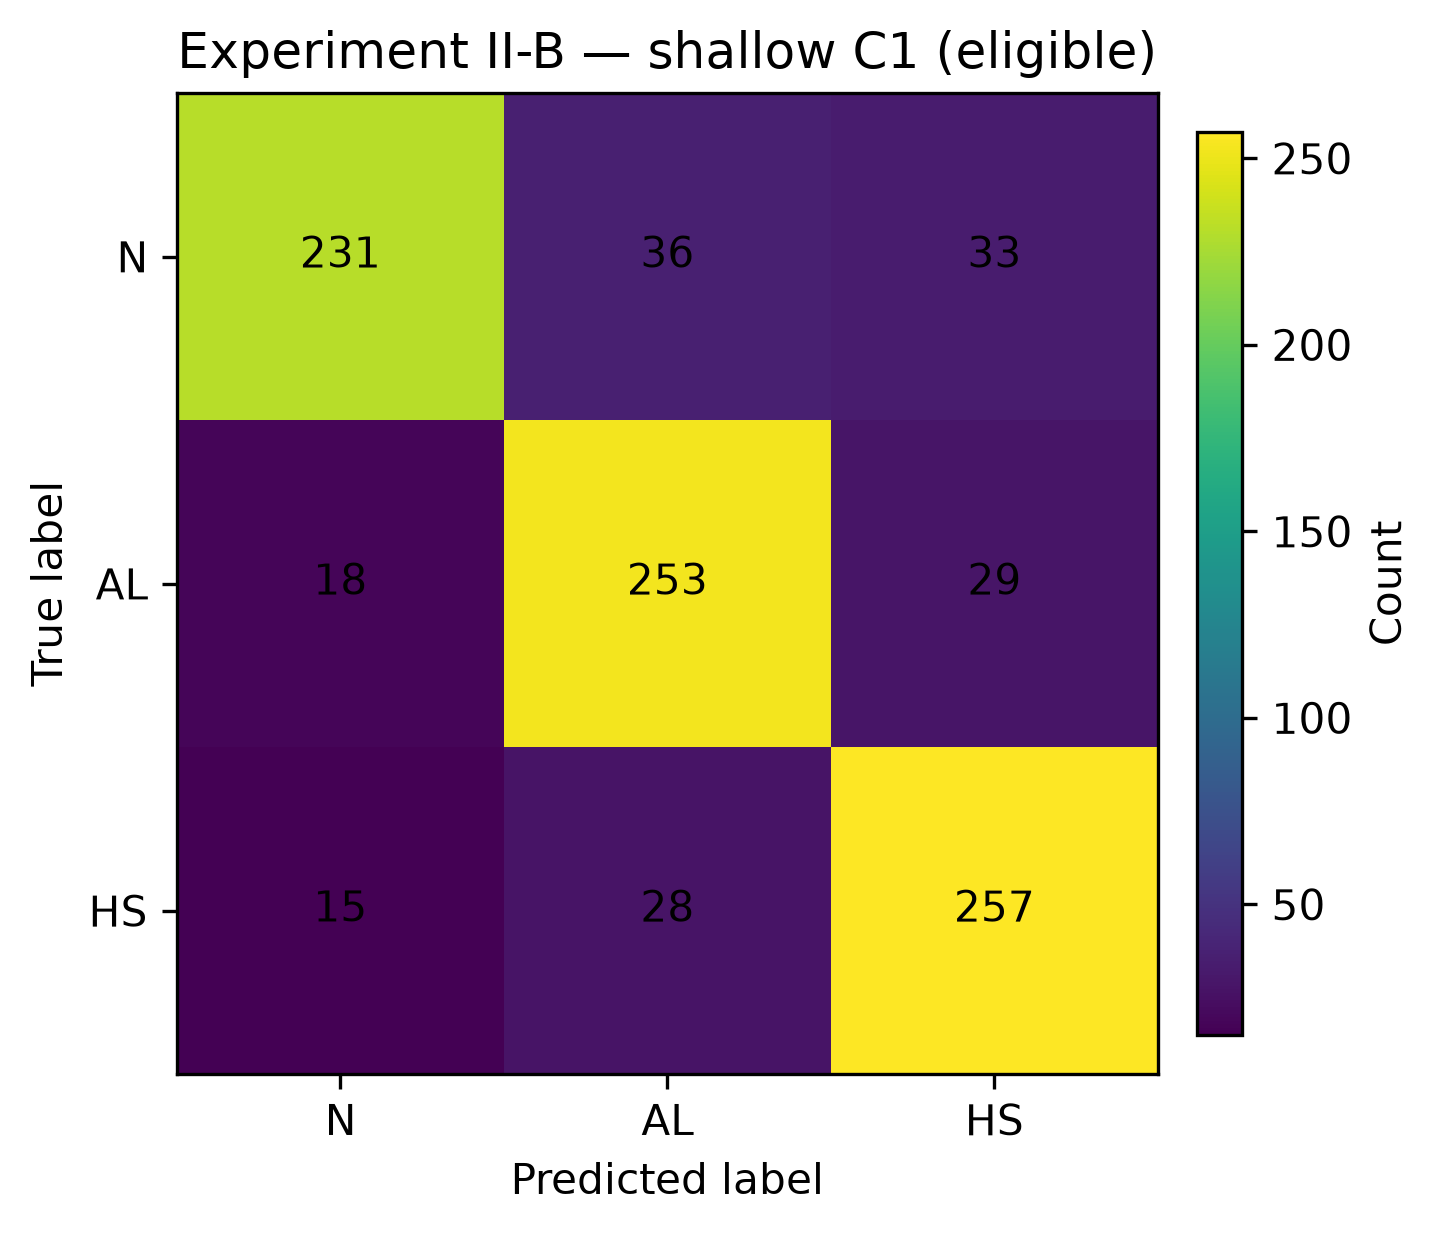 Experiment II-B — shallow C1 (eligible)
250
N 231 36 33
200
150
True label
AL 18 253 29
Count
100
HS 15 28 257
50
N AL HS
Predicted label